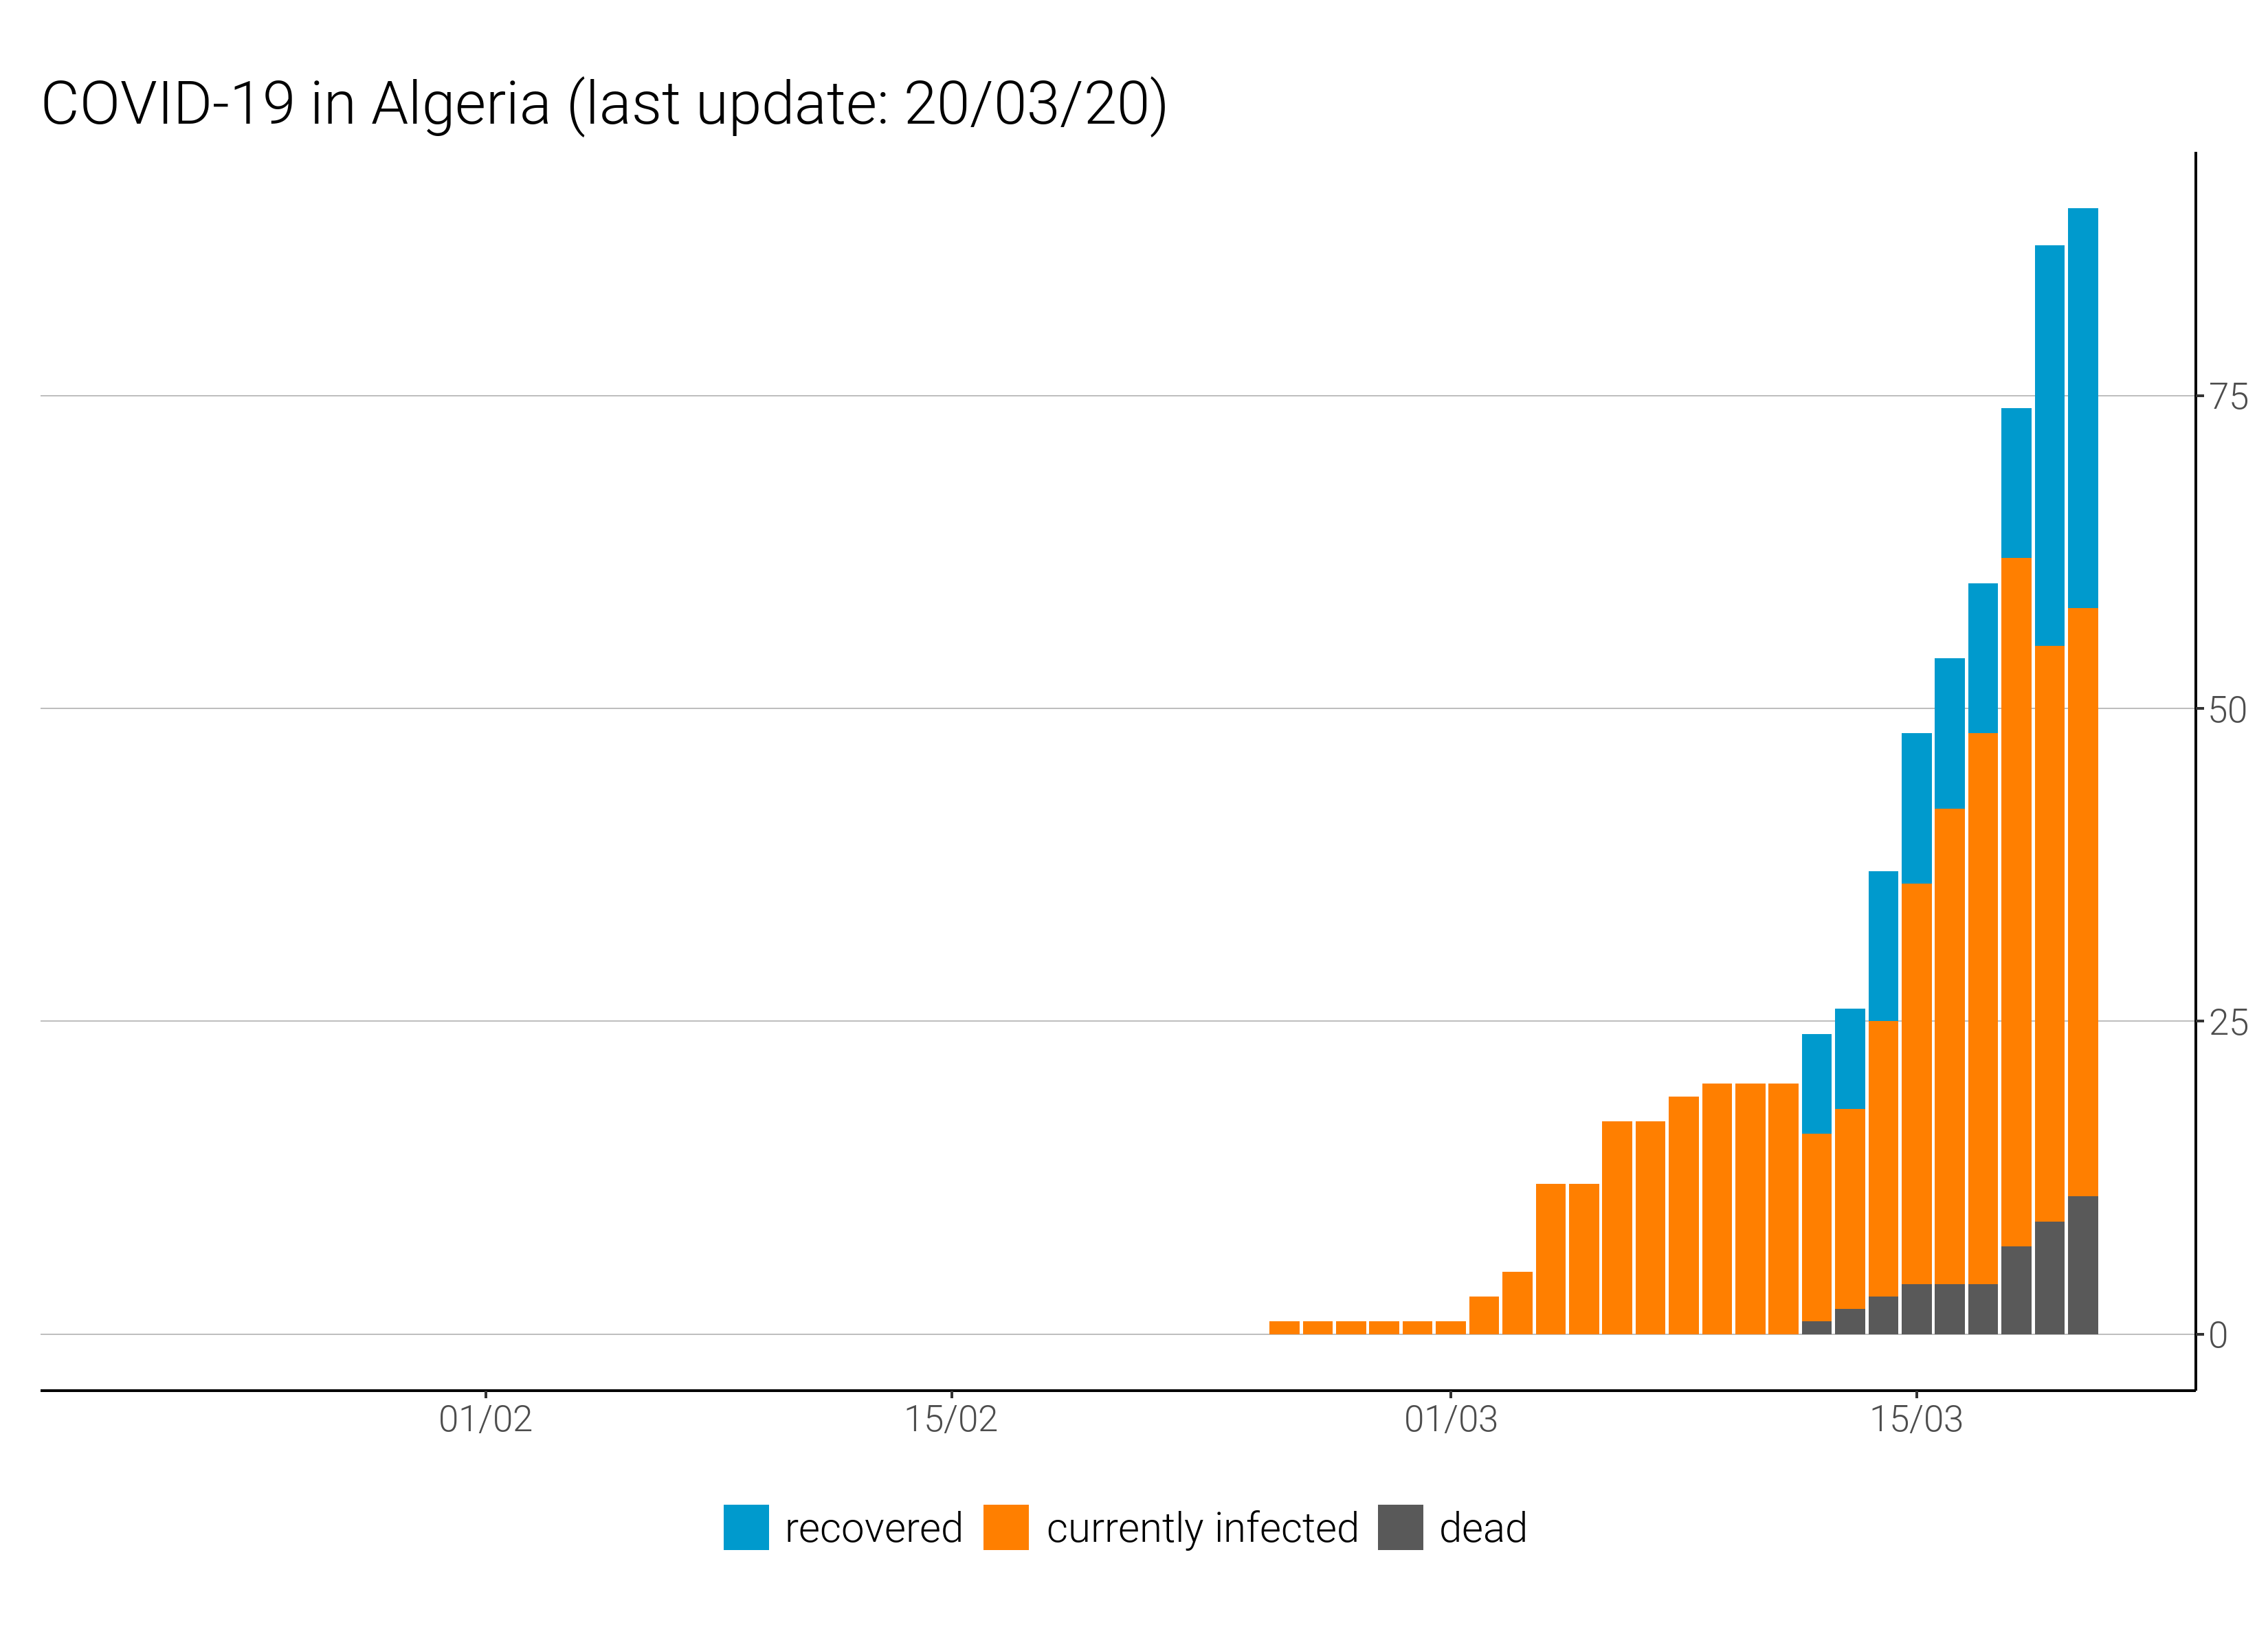 COVID-19 in Algeria (last update: 20/03/20)
75
50
25
0
01/02 15/02 01/03 15/03
recovered currently infected dead